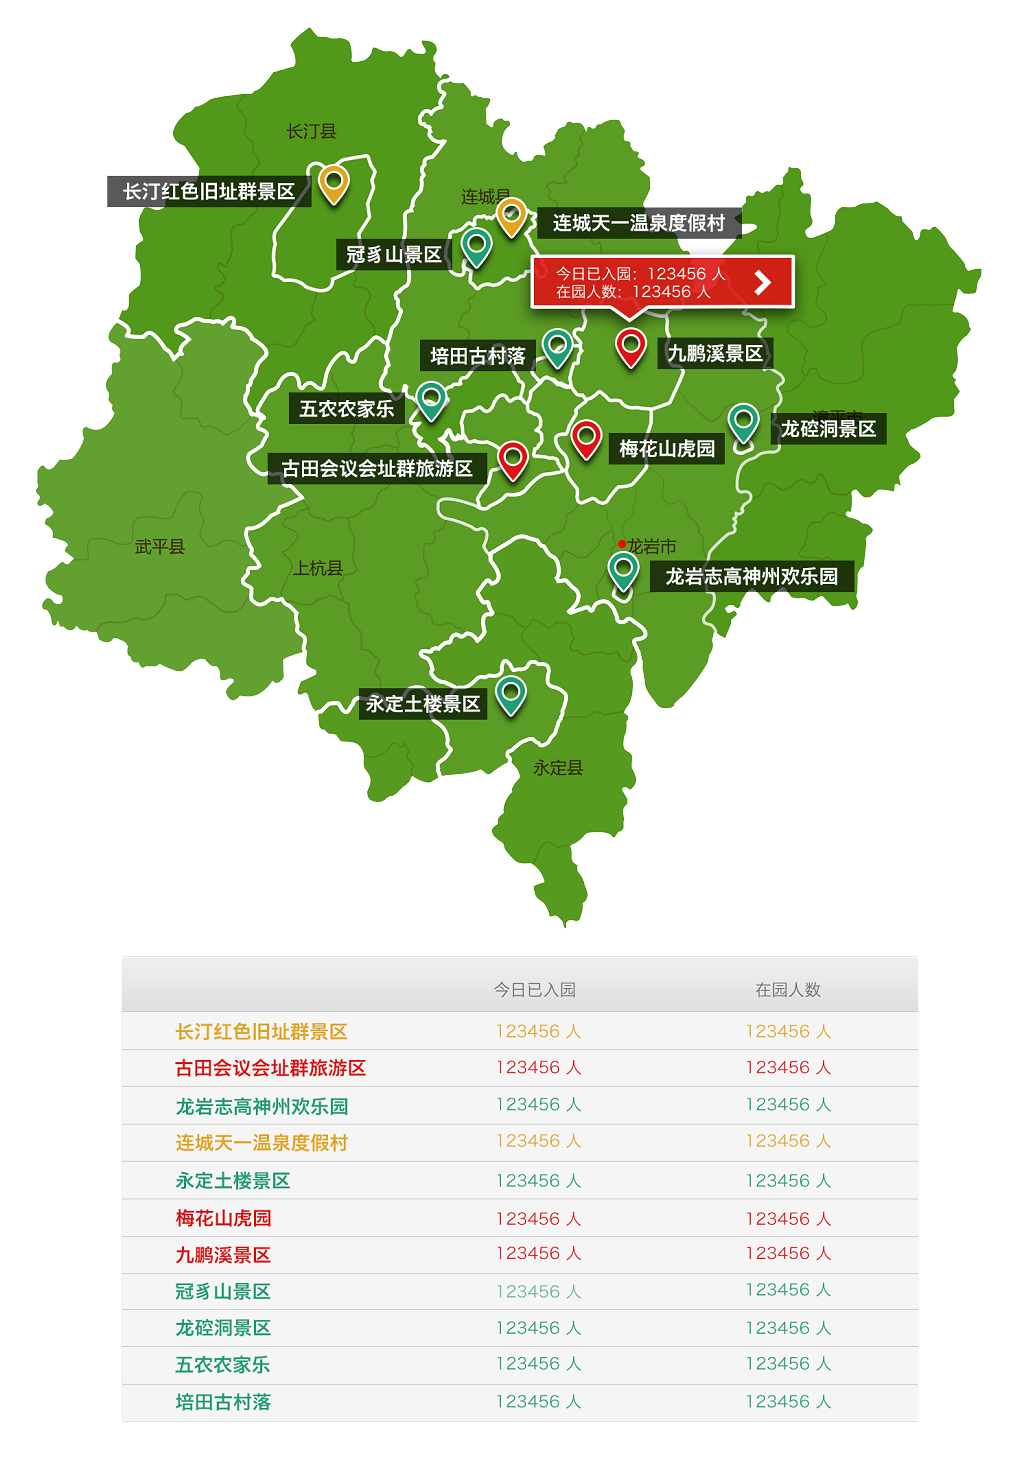 长汀县
长汀红色旧址群景区
连城县
连城天一温泉度假村
冠豸山景区
今日已入园：123456 人
在园人数：123456 人
培田古村落
九鹏溪景区
五农农家乐
漳平市
龙硿洞景区
梅花山虎园
古田会议会址群旅游区
武平县
上杭县
龙岩市
龙岩志高神州欢乐园
永定土楼景区
永定县
今日已入园 在园人数
长汀红色旧址群景区 123456 人 123456 人
古田会议会址群旅游区 123456 人 123456 人
龙岩志高神州欢乐园 123456 人 123456 人
连城天一温泉度假村 123456 人 123456 人
永定土楼景区 123456 人 123456 人
梅花山虎园 123456 人 123456 人
九鹏溪景区 123456 人 123456 人
冠豸山景区 123456 人 123456 人
龙硿洞景区 123456 人 123456 人
五农农家乐 123456 人 123456 人
培田古村落 123456 人 123456 人